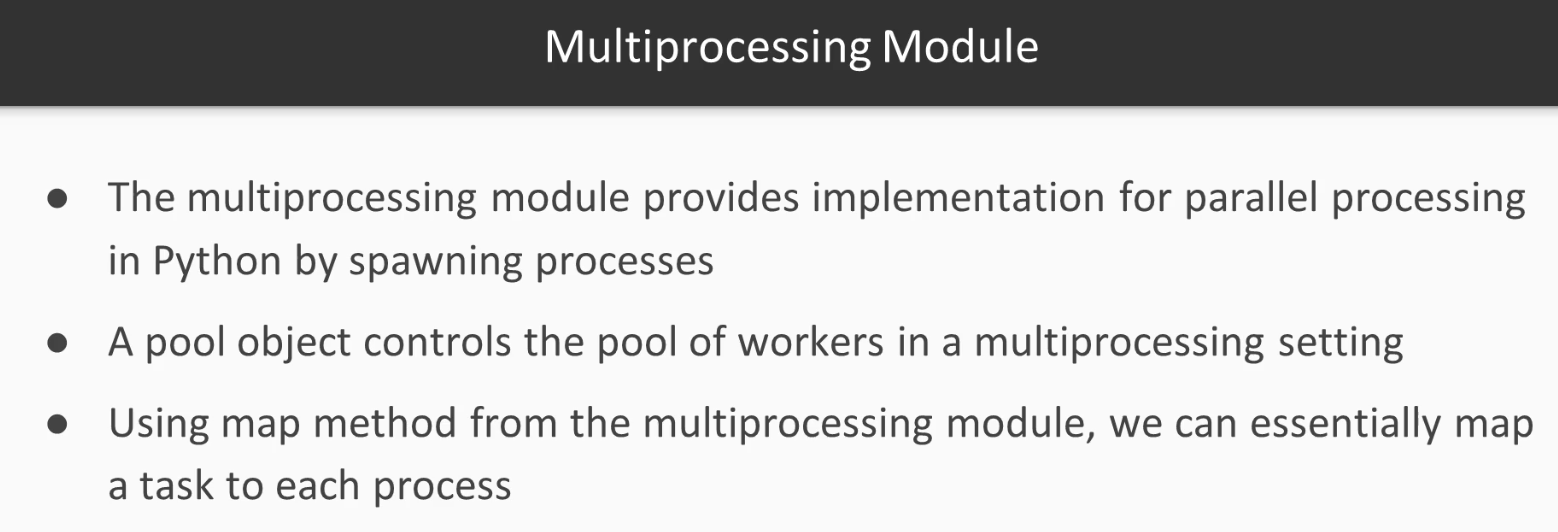 Multiprocessing Module
● The multiprocessing module provides implementation for parallel processing
in Python by spawning processes
● A pool object controls the pool of workers in a multiprocessing setting
● Using map method from the multiprocessing module, we can essentially map
a task to each process